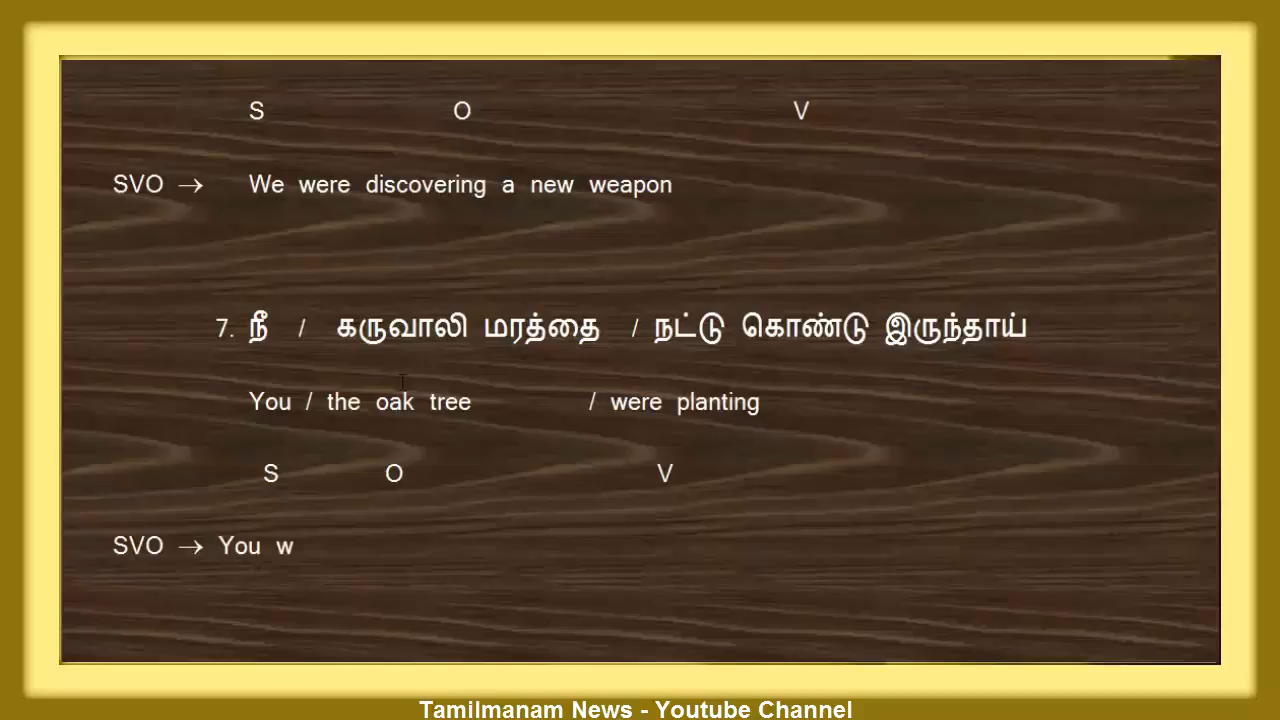 S O V
SVO → We were discovering a new weapon
7. நீ / கருவாலி மரத்தை / நட்டு கொண்டு இருந்தாய்
You / the oak tree / were planting
S O V
SVO → You w
Tamilmanam News - Youtube Channel